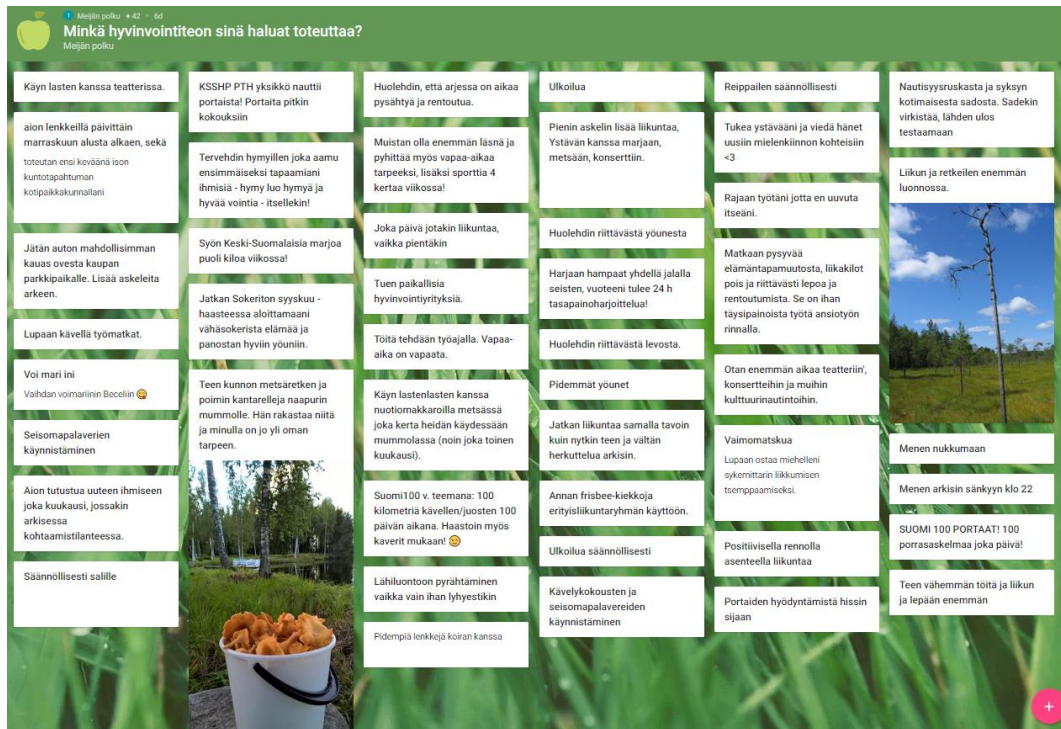 Meijän polku + 42 • 6d
Minkä hyvinvointiteon sinä haluat toteuttaa?
Meijän polku
Käyn lasten kanssa teatterissa.
aion lenkkeillä päivittäin
marraskuun alusta alkaen, sekä
toteutan ensi keväänä ison
kuntotapahtuman
kotipaikkakunnallani
Jätän auton mahdollisimman
kauas ovesta kaupan
parkkipaikalle. Lisää askeleita
arkeen.
Lupaan kävellä työmatkat.
Voi mari ini
Vaihdan voimariinin Beceliin 😋
Seisomapalaverien
käynnistäminen
Aion tutustua uuteen ihmiseen
joka kuukausi, jossakin
arkisessa
kohtaamistilanteessa.
Säännöllisesti salille
KSSHP PTH yksikkö nauttii
portaista! Portaita pitkin
kokouksiin
Tervehdin hymyillen joka aamu
ensimmäiseksi tapaamiani
ihmisiä - hymy luo hymyä ja
hyvää vointia - itsellekin!
Syön Keski-Suomalaisia marjoa
puoli kiloa viikossa!
Jatkan Sokeriton syyskuu -
haasteessa aloittamaani
vähäsokerista elämää ja
panostan hyviin yöuniin.
Teen kunnon metsäretken ja
poimin kantarelleja naapurin
mummolle. Hän rakastaa niitä
ja minulla on jo yli oman
tarpeen.
Huolehdin, että arjessa on aikaa
pysähtyä ja rentoutua.
Muistan olla enemmän läsnä ja
pyhittää myös vapaa-aikaa
tarpeeksi, lisäksi sporttia 4
kertaa viikossa!
Joka päivä jotakin liikuntaa,
vaikka pientäkin
Tuen paikallisia
hyvinvointiyrityksiä.
Töitä tehdään työajalla. Vapaa-
aika on vapaata.
Käyn lastenlasten kanssa
nuotiomakkaroilla metsässä
joka kerta heidän käydessään
mummolassa (noin joka toinen
kuukausi).
Suomi100 v. teemana: 100
kilometriä kävellen/juosten 100
päivän aikana. Haastoin myös
kaverit mukaan! 😉
Lähiluontoon pyrähtäminen
vaikka vain ihan lyhyestikin
Pidempiä lenkkejä koiran kanssa
Ulkoilua
Pienin askelin lisää liikuntaa,
Ystävän kanssa marjaan,
metsään, konserttiin.
Huolehdin riittävästä yöunesta
Harjaan hampaat yhdellä jalalla
seisten, vuoteeni tulee 24 h
tasapainoharjoittelua!
Huolehdin riittävästä levosta.
Pidemmät yöunet
Jatkan liikuntaa samalla tavoin
kuin nytkin teen ja vältän
herkuttelua arkisin.
Annan frisbee-kiekkoja
erityisliikuntaryhmän käyttöön.
Ulkoilua säännöllisesti
Kävelykokousten ja
seisomapalavereiden
käynnistäminen
Reippailen säännöllisesti
Tukea ystävääni ja viedä hänet
uusiin mielenkiinnon kohteisiin
<3
Rajaan työtäni jotta en uuvuta
itseäni.
Matkaan pysyvää
elämäntapamuutosta, liikakilot
pois ja riittävästi lepoa ja
rentoutumista. Se on ihan
täysipainoista työtä ansiotyön
rinnalla.
Otan enemmän aikaa teatteriin',
konsertteihin ja muihin
kulttuurinautintoihin.
Vaimomatskua
Lupaan ostaa miehelleni
sykemittarin liikkumisen
tsemppaamiseksi.
Positiivisella rennolla
asenteella liikuntaa
Portaiden hyödyntämistä hissin
sijaan
Nautisyysruskasta ja syksyn
kotimaisesta sadosta. Sadekin
virkistää, lähden ulos
testaamaan
Liikun ja retkeilen enemmän
luonnossa.
Menen nukkumaan
Menen arkisin sänkyyn klo 22
SUOMI 100 PORTAAT! 100
porrasaskelmaa joka päivä!
Teen vähemmän töitä ja liikun
ja lepään enemmän